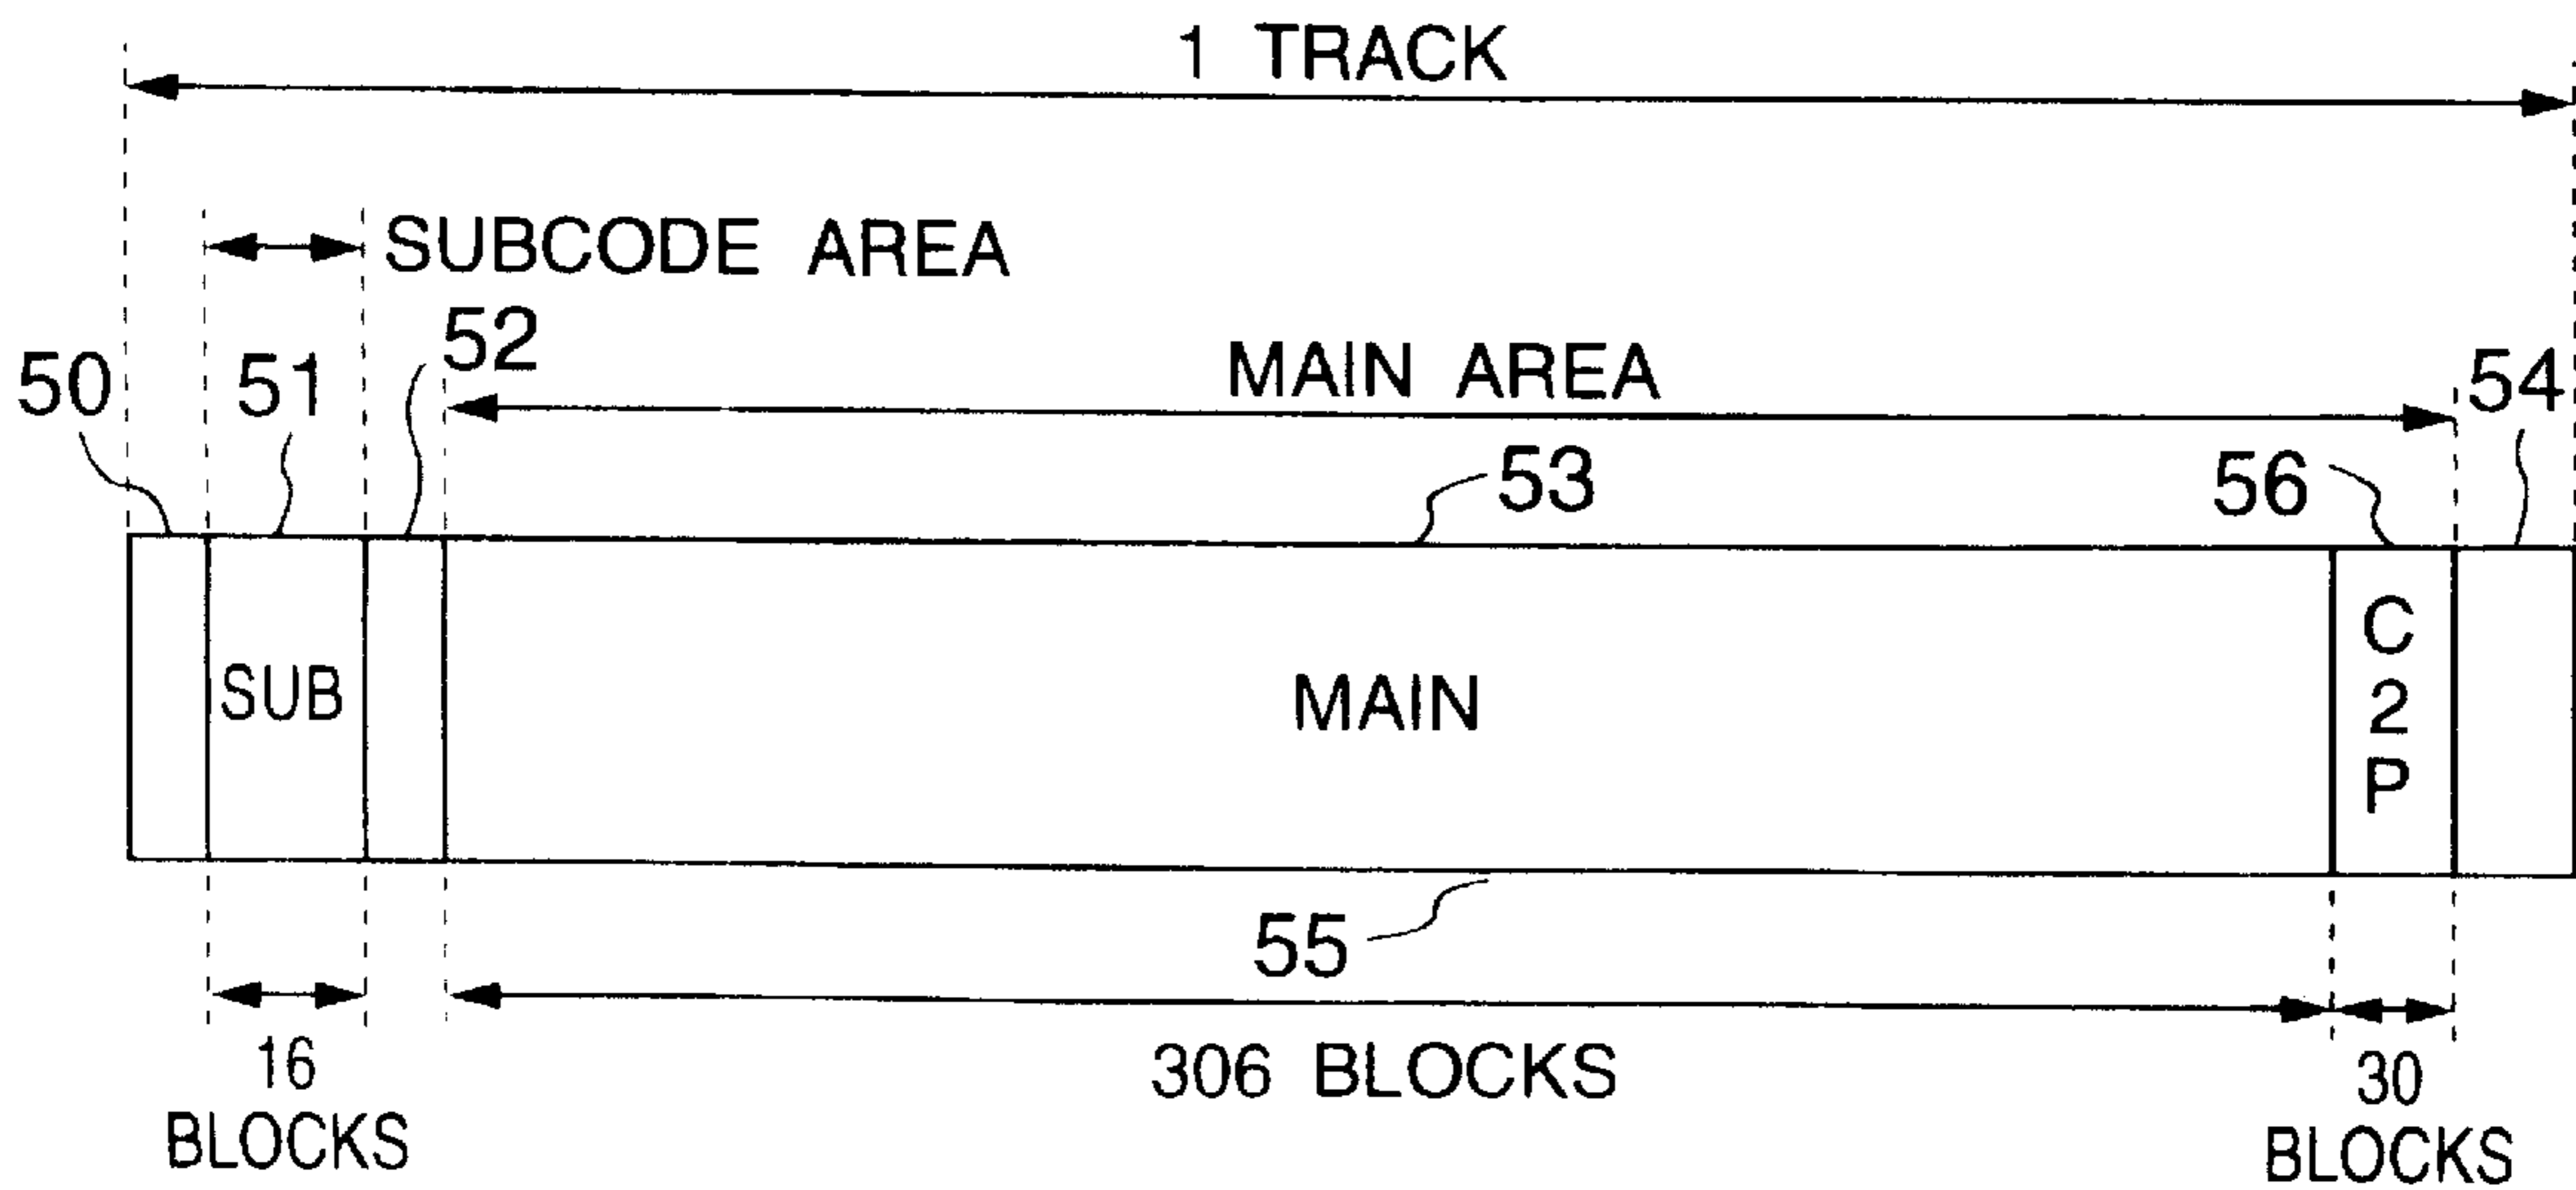 1 TRACK
SUBCODE AREA
52
MAIN AREA
50
51
54
53
56
SUB
MAIN
C
2
P
55
306 BLOCKS
16
BLOCKS
30
BLOCKS